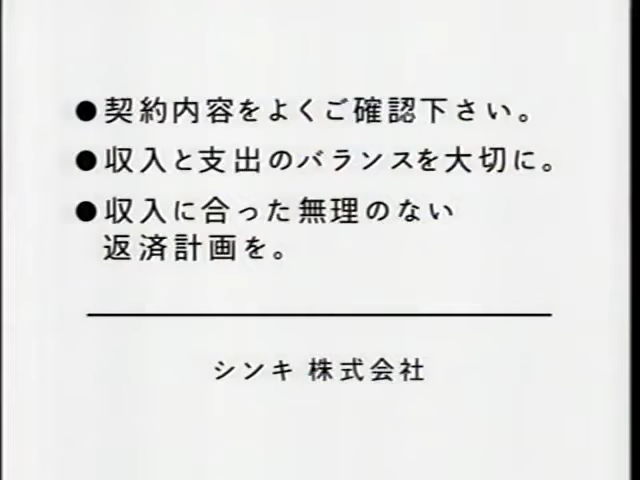 ●契約内容をよくご確認下さい。
●収入と支出のバランスを大切に。
●収入に合った無理のない
返済計画を。
シンキ 株式会社